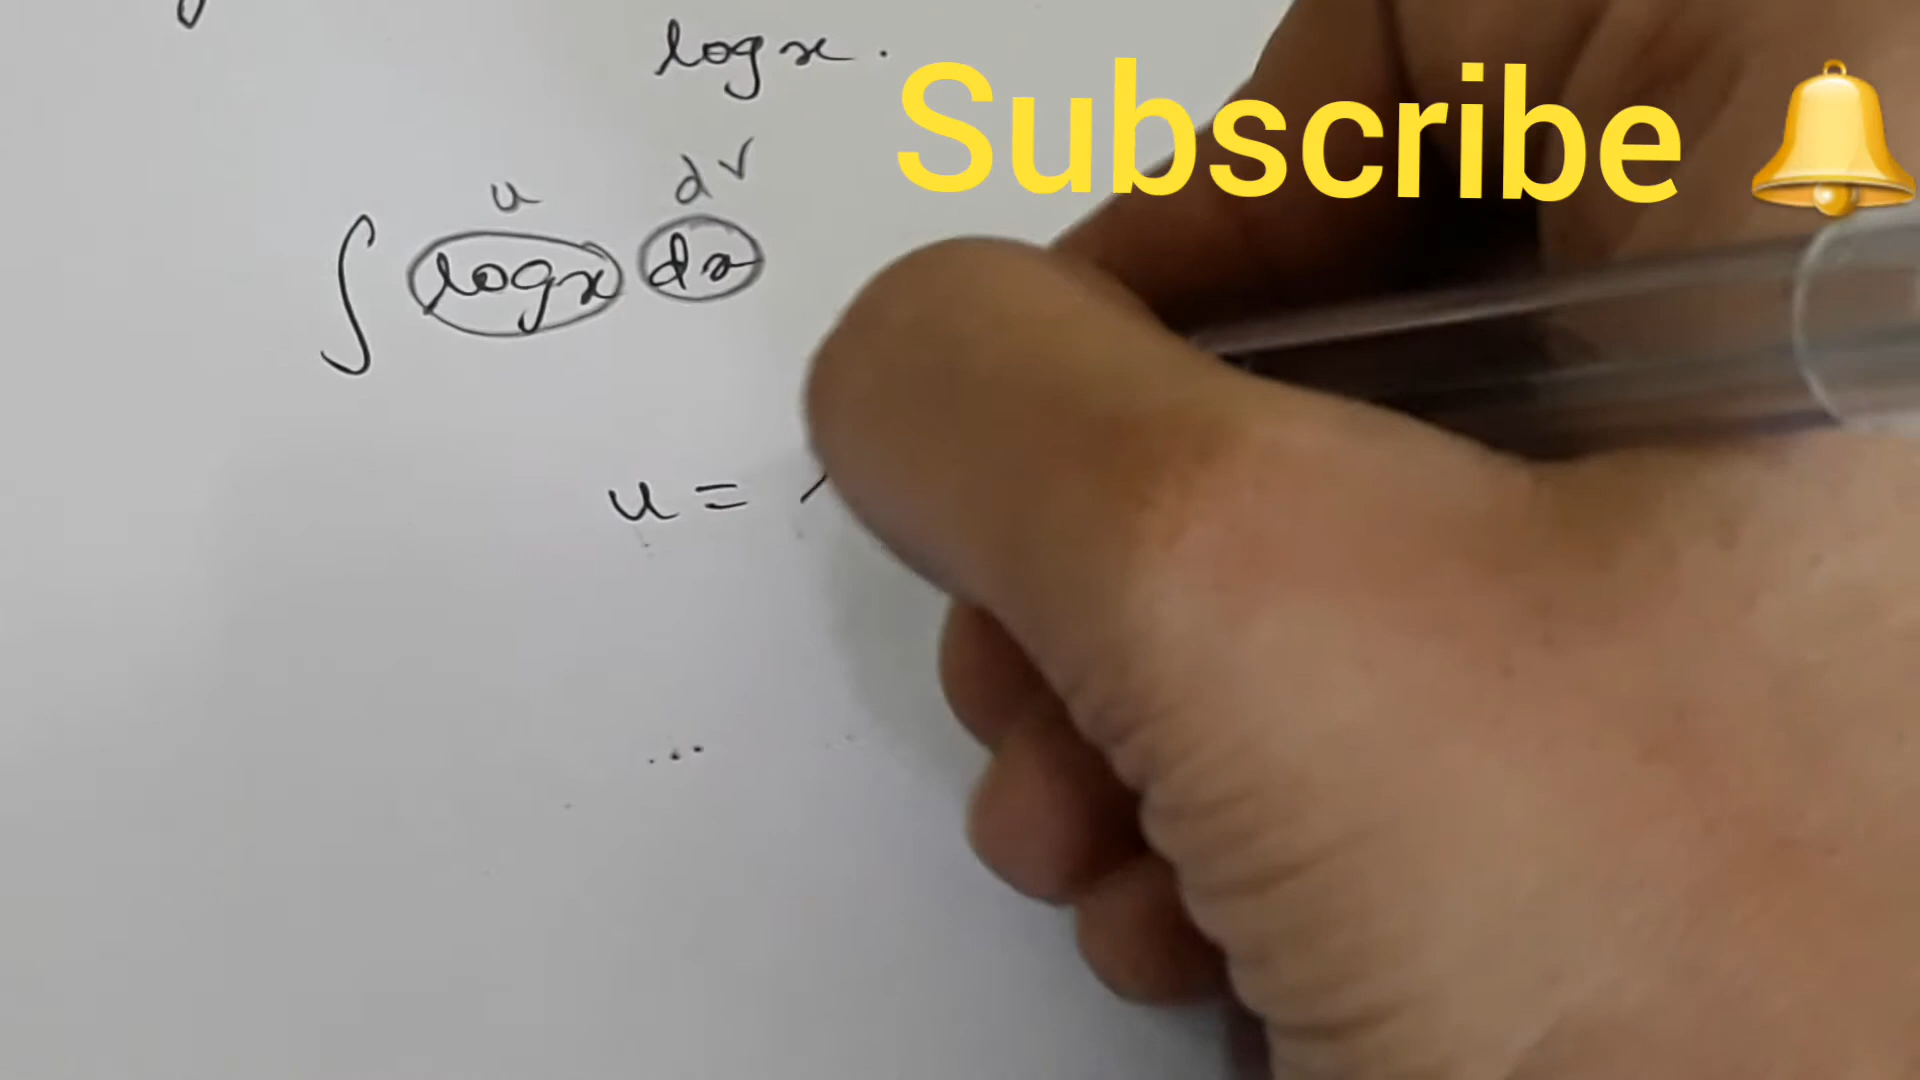 log x .
Subscribe 🔔
u dv
∫ log x dx
u =
...